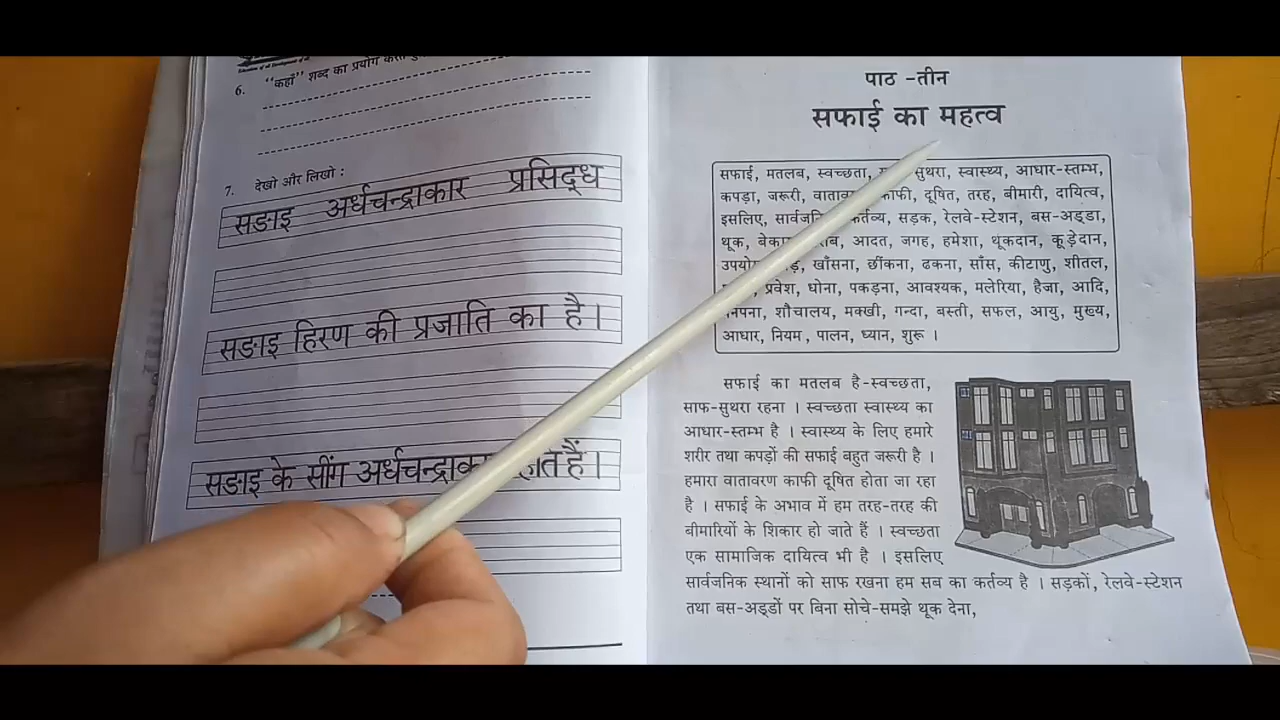 6. "कहाँ" शब्द का प्रयोग करते
7. देखो और लिखो :
सङाइ अर्धचन्द्राकार प्रसिद्ध
सङाइ हिरण की प्रजाति का है।
सङाइ के सींग अर्धचन्द्राका हैं।
पाठ -तीन
सफाई का महत्व
सफाई, मतलब, स्वच्छता, सुथरा, स्वास्थ्य, आधार-स्तम्भ,
कपड़ा, जरूरी, काफी, दूषित, तरह, बीमारी, दायित्व,
इसलिए, कर्तव्य, सड़क, रेलवे-स्टेशन, बस-अड्डा,
थूक, आदत, जगह, हमेशा, थूकदान, कूड़ेदान,
खाँसना, छींकना, ढकना, साँस, कीटाणु, शीतल,
प्रवेश, धोना, पकड़ना, आवश्यक, मलेरिया, हैजा, आदि,
शौचालय, मक्खी, गन्दा, बस्ती, सफल, आयु, मुख्य,
आधार, नियम, पालन, ध्यान, शुरू ।
सफाई का मतलब है-स्वच्छता,
साफ-सुथरा रहना । स्वच्छता स्वास्थ्य का
आधार-स्तम्भ है । स्वास्थ्य के लिए हमारे
शरीर तथा कपड़ों की सफाई बहुत जरूरी है ।
हमारा वातावरण काफी दूषित होता जा रहा
है । सफाई के अभाव में हम तरह-तरह की
बीमारियों के शिकार हो जाते हैं । स्वच्छता
एक सामाजिक दायित्व भी है । इसलिए
सार्वजनिक स्थानों को साफ रखना हम सब का कर्तव्य है । सड़कों, रेलवे-स्टेशन
तथा बस-अड्डों पर बिना सोचे-समझे थूक देना,